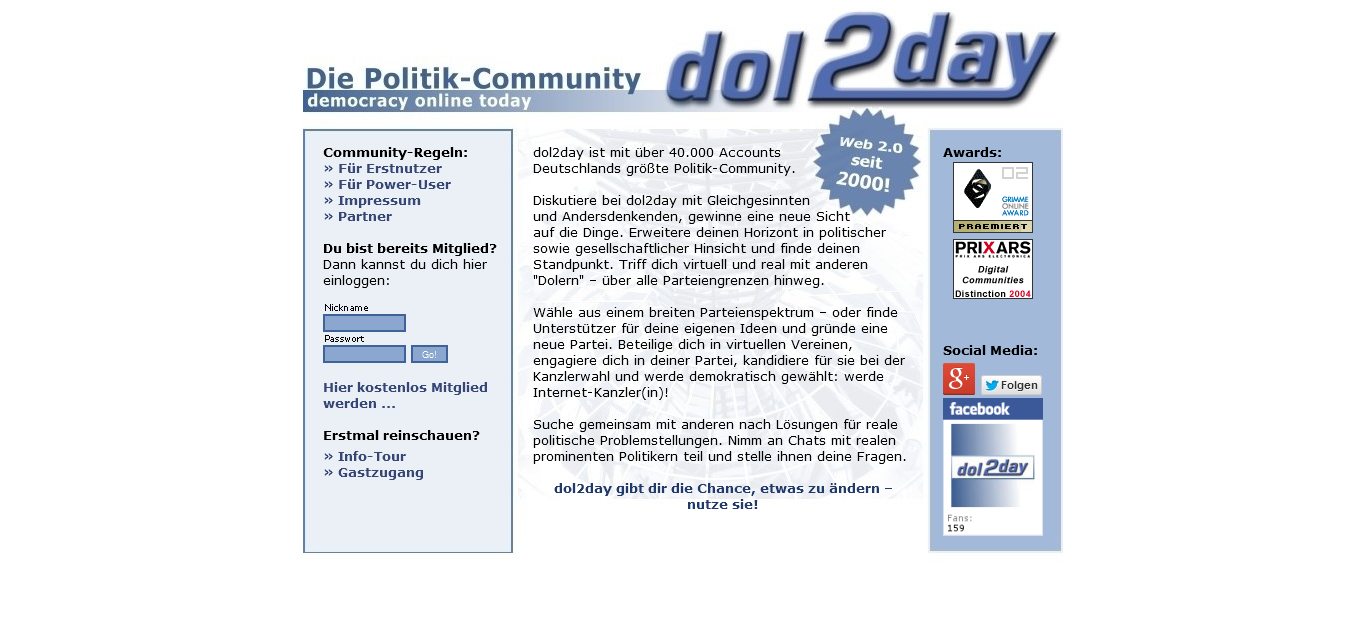 Die Politik-Community
democracy online today
dol2day
Community-Regeln:
» Für Erstnutzer
» Für Power-User
» Impressum
» Partner
Du bist bereits Mitglied?
Dann kannst du dich hier
einloggen:
Nickname
Passwort
Go!
Hier kostenlos Mitglied
werden ...
Erstmal reinschauen?
» Info-Tour
» Gastzugang
Web 2.0
seit
2000!
dol2day ist mit über 40.000 Accounts
Deutschlands größte Politik-Community.
Diskutiere bei dol2day mit Gleichgesinnten
und Andersdenkenden, gewinne eine neue Sicht
auf die Dinge. Erweitere deinen Horizont in politischer
sowie gesellschaftlicher Hinsicht und finde deinen
Standpunkt. Triff dich virtuell und real mit anderen
"Dolern" – über alle Parteiengrenzen hinweg.
Wähle aus einem breiten Parteienspektrum – oder finde
Unterstützer für deine eigenen Ideen und gründe eine
neue Partei. Beteilige dich in virtuellen Vereinen,
engagiere dich in deiner Partei, kandidiere für sie bei der
Kanzlerwahl und werde demokratisch gewählt: werde
Internet-Kanzler(in)!
Suche gemeinsam mit anderen nach Lösungen für reale
politische Problemstellungen. Nimm an Chats mit realen
prominenten Politikern teil und stelle ihnen deine Fragen.
dol2day gibt dir die Chance, etwas zu ändern –
nutze sie!
Awards:
02
GRIMME
ONLINE
AWARD
PRAEMIERT
PRIXARS
PRIX ARS ELECTRONICA
Digital
Communities
Distinction 2004
Social Media:
g+
Folgen
facebook
dol2day
Fans:
159